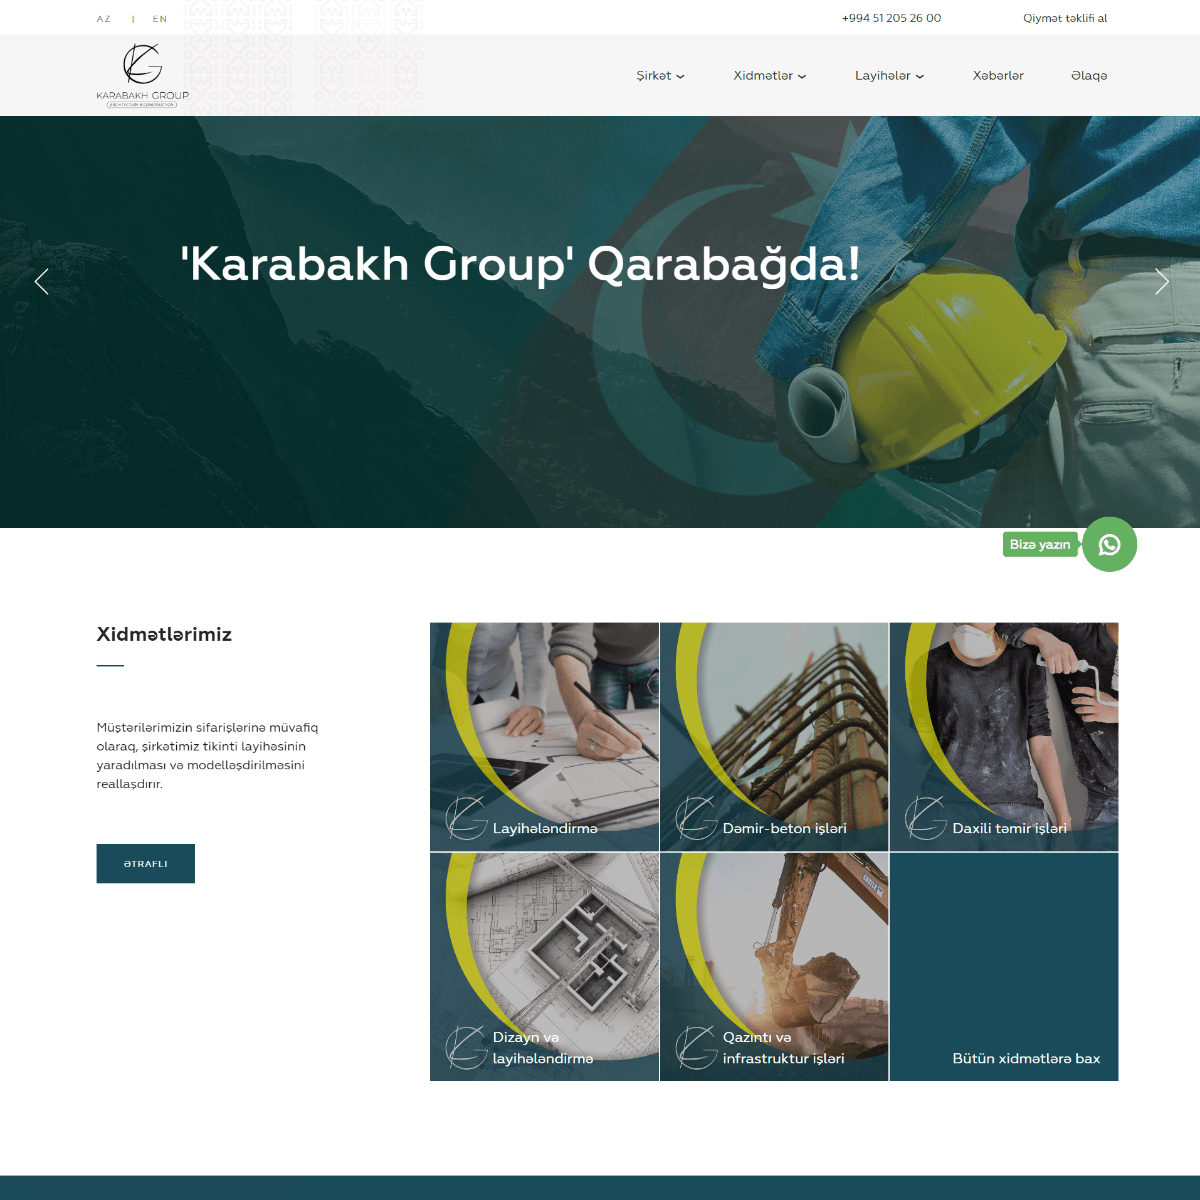 AZ | EN
+994 51 205 26 00
Qiymət təklifi al
KARABAKH GROUP
ARCHITECTURE & CONSTRUCTION
Şirkət
Xidmətlər
Layihələr
Xəbərlər
Əlaqə
'Karabakh Group' Qarabağda!
Bizə yazın
Xidmətlərimiz
Müştərilərimizin sifarişlərinə müvafiq
olaraq, şirkətimiz tikinti layihəsinin
yaradılması və modelləşdirilməsini
reallaşdırır.
ƏTRAFLI
Layihələndirmə
Dəmir-beton işləri
Daxili təmir işləri
Dizayn və
layihələndirmə
Qazıntı və
infrastruktur işləri
Bütün xidmətlərə bax